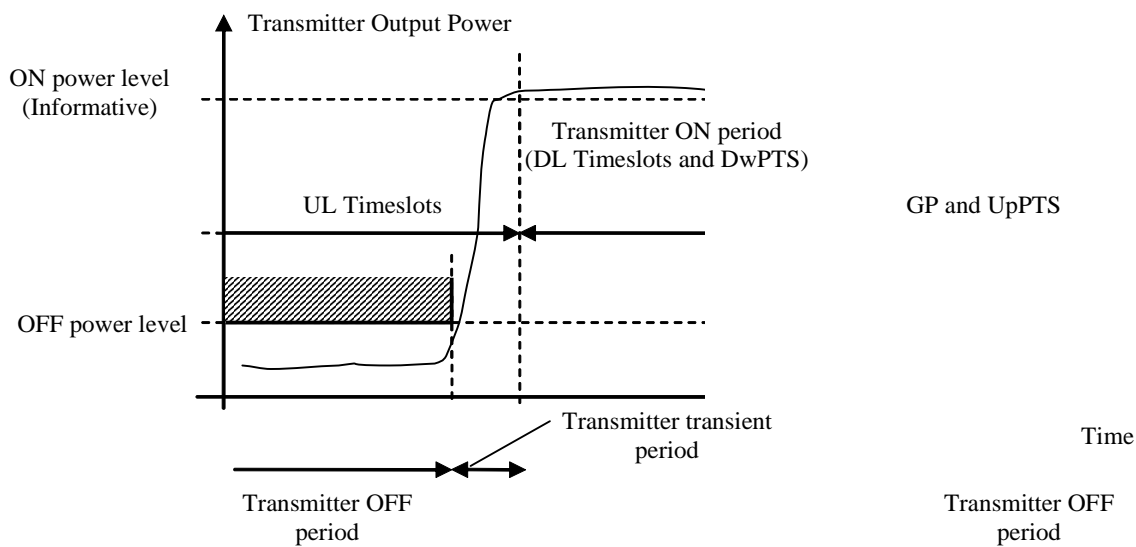 Transmitter Output Power
ON power level
(Informative)
Transmitter ON period
(DL Timeslots and DwPTS)
UL Timeslots
GP and UpPTS
OFF power level
Transmitter transient
period
Time
Transmitter OFF
period
Transmitter OFF
period